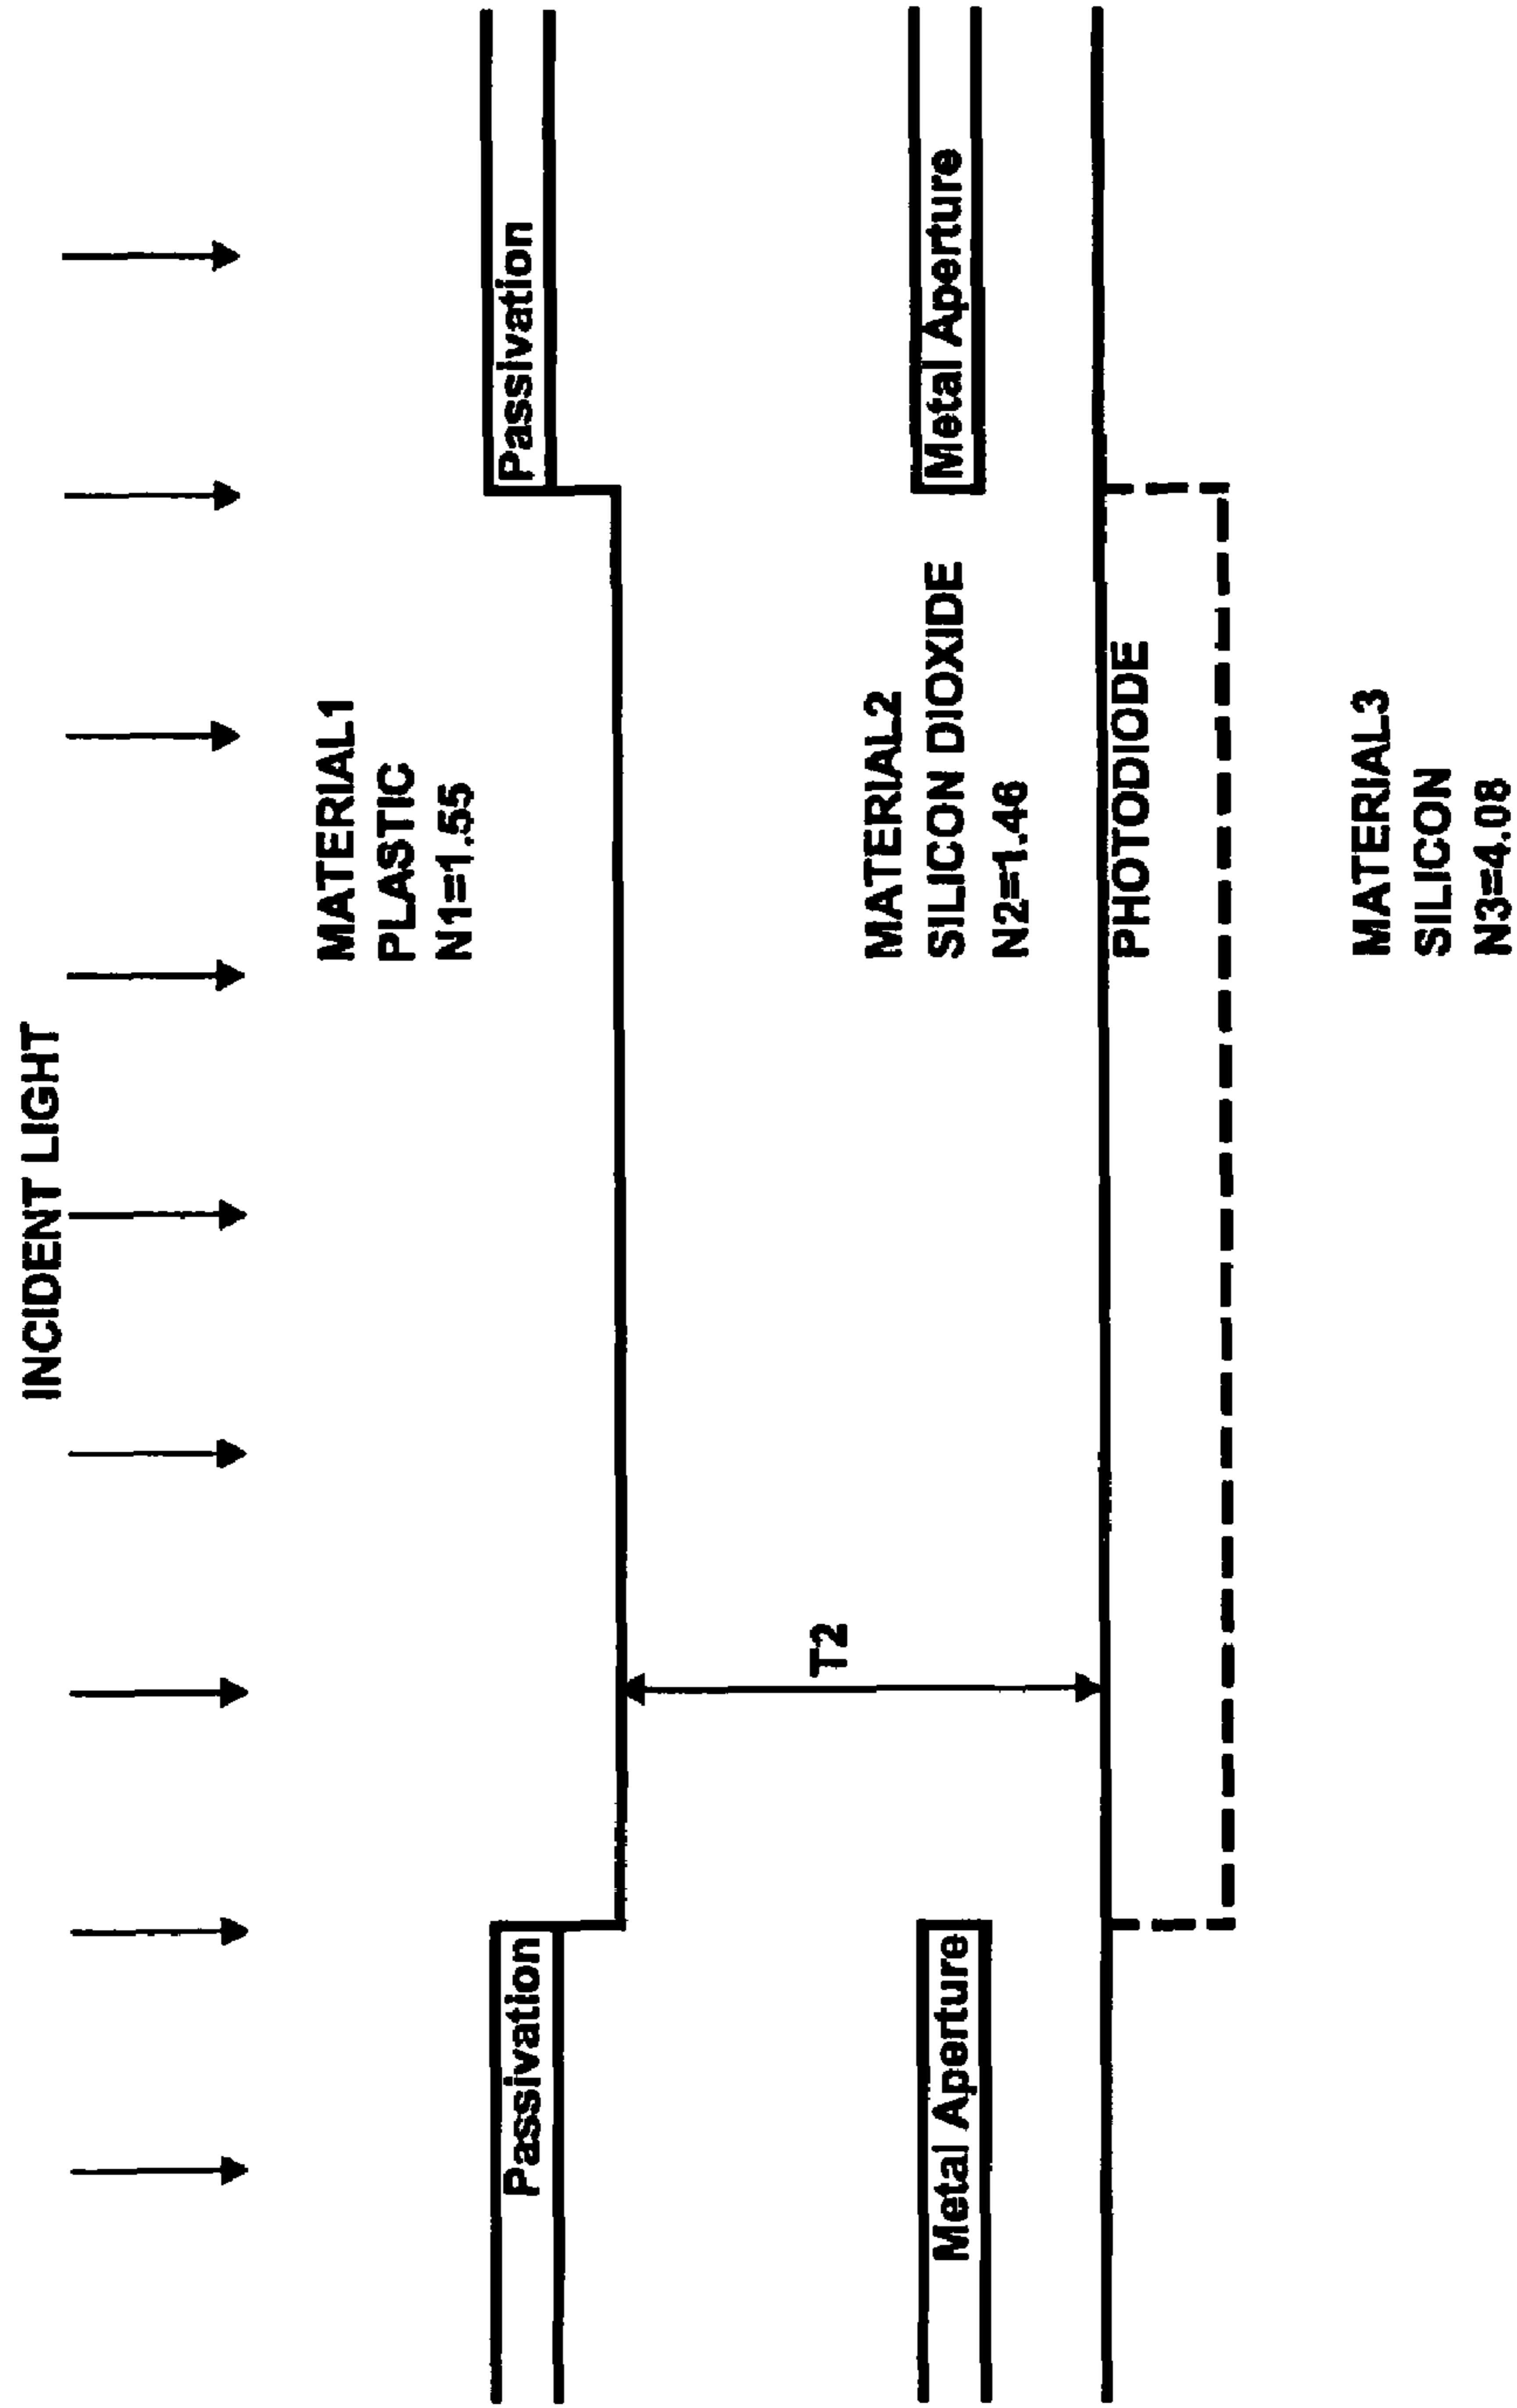 INCIDENT LIGHT
MATERIAL1
PLASTIC
N1=1.55
Passivation
Passivation
MATERIAL2
SILICON DIOXIDE
N2=1.46
T2
Metal Aperture
Metal Aperture
PHOTODIODE
MATERIAL3
SILICON
N3=4.08